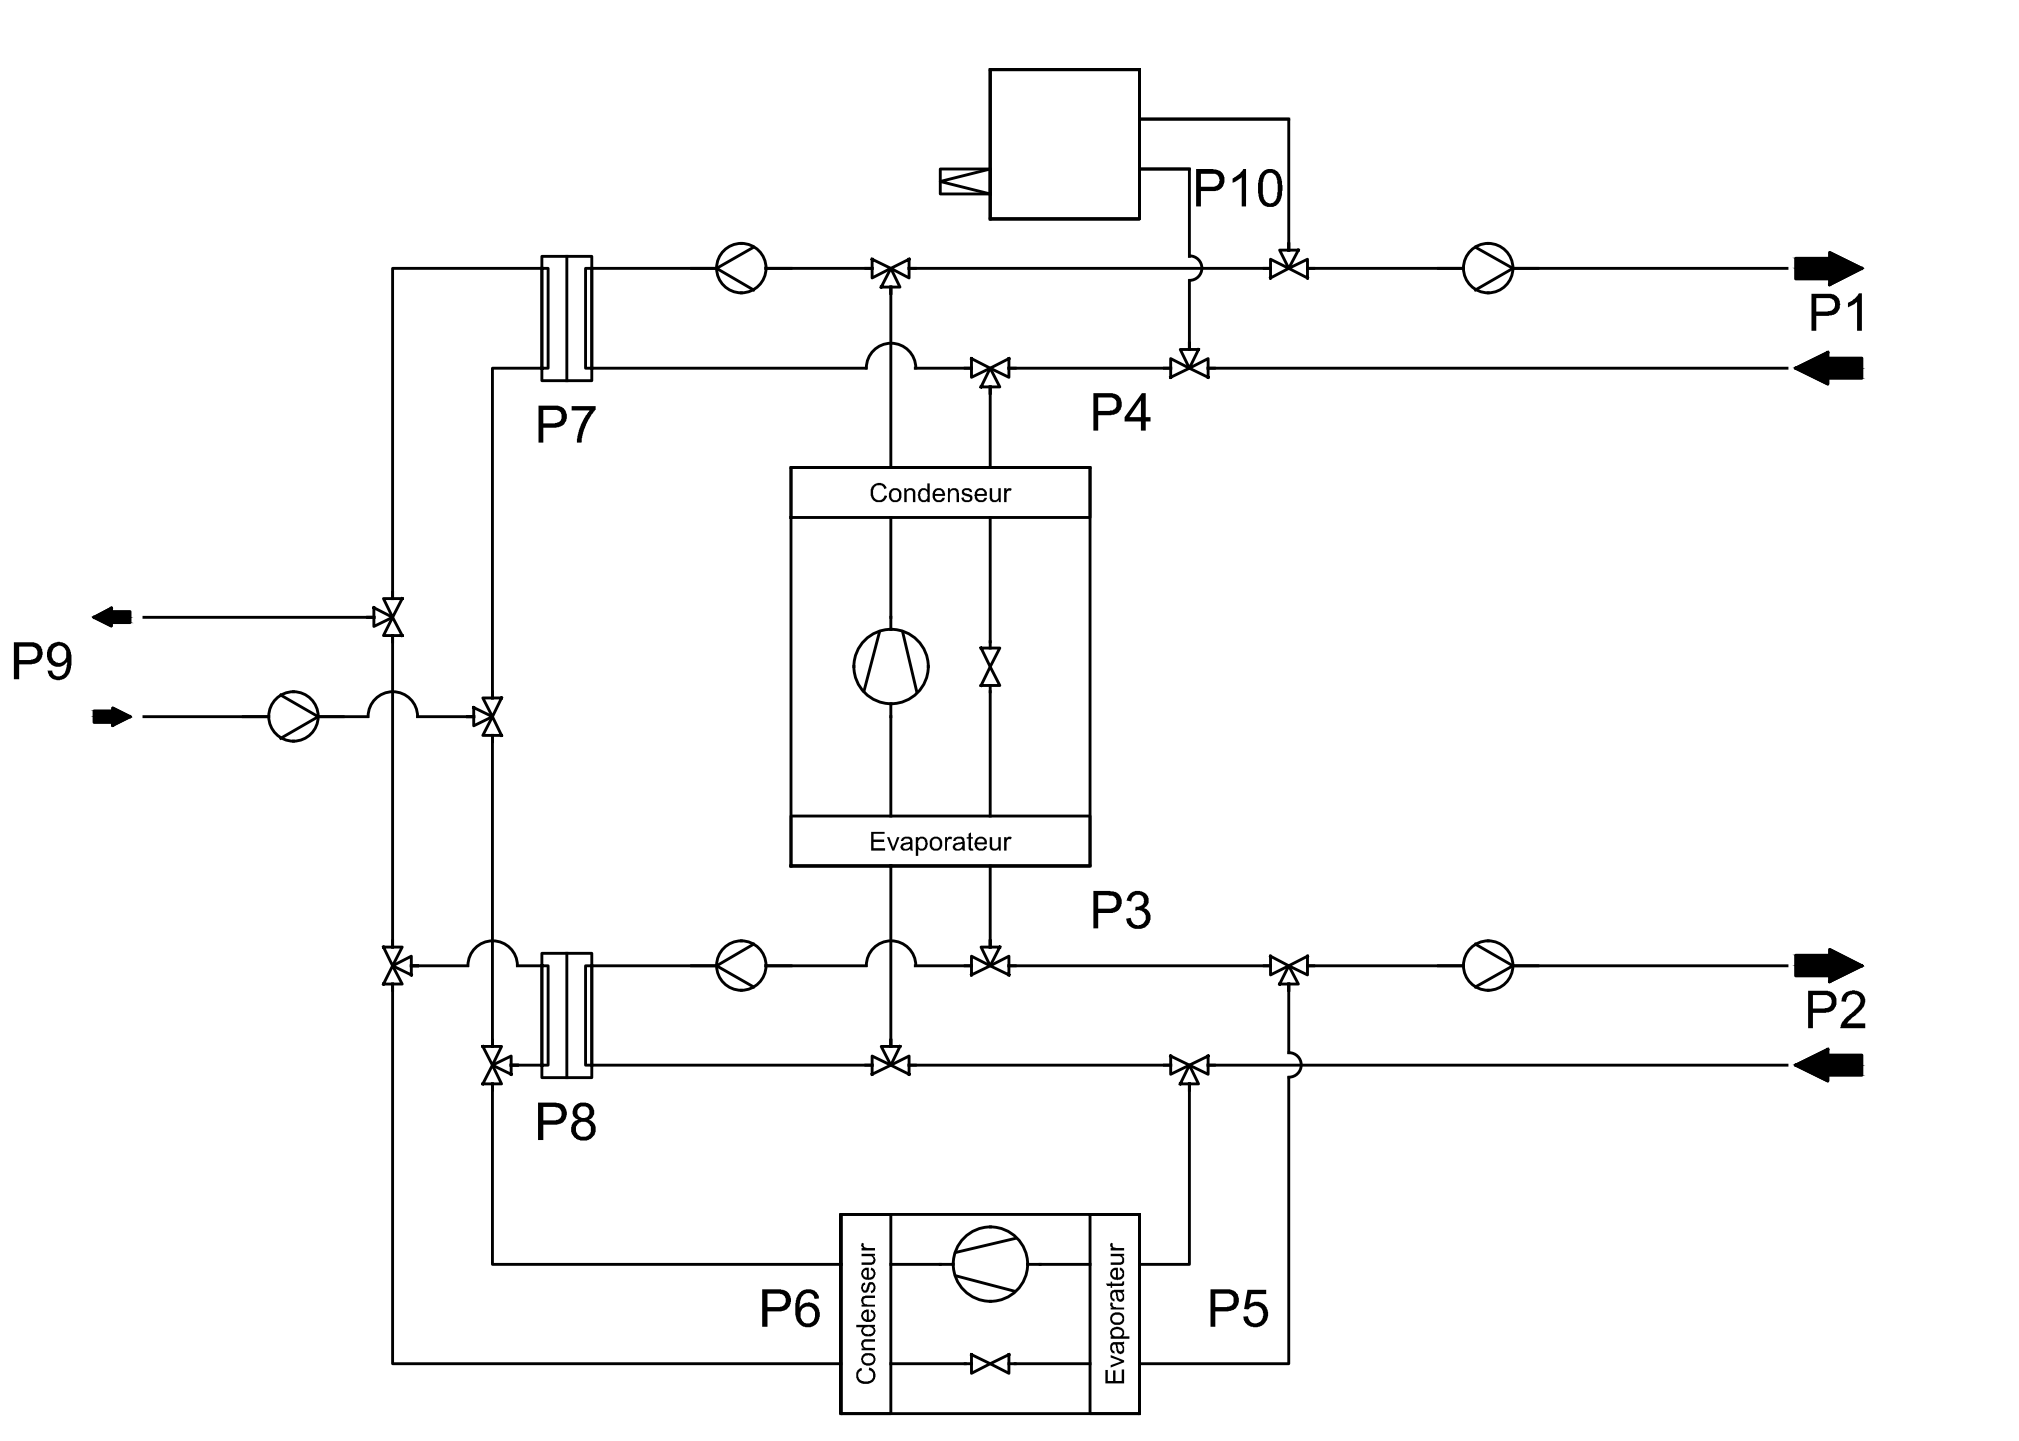 P10
P1
P7
P4
Condenseur
P9
Evaporateur
P3
P2
P8
P6
Condenseur
Evaporateur
P5